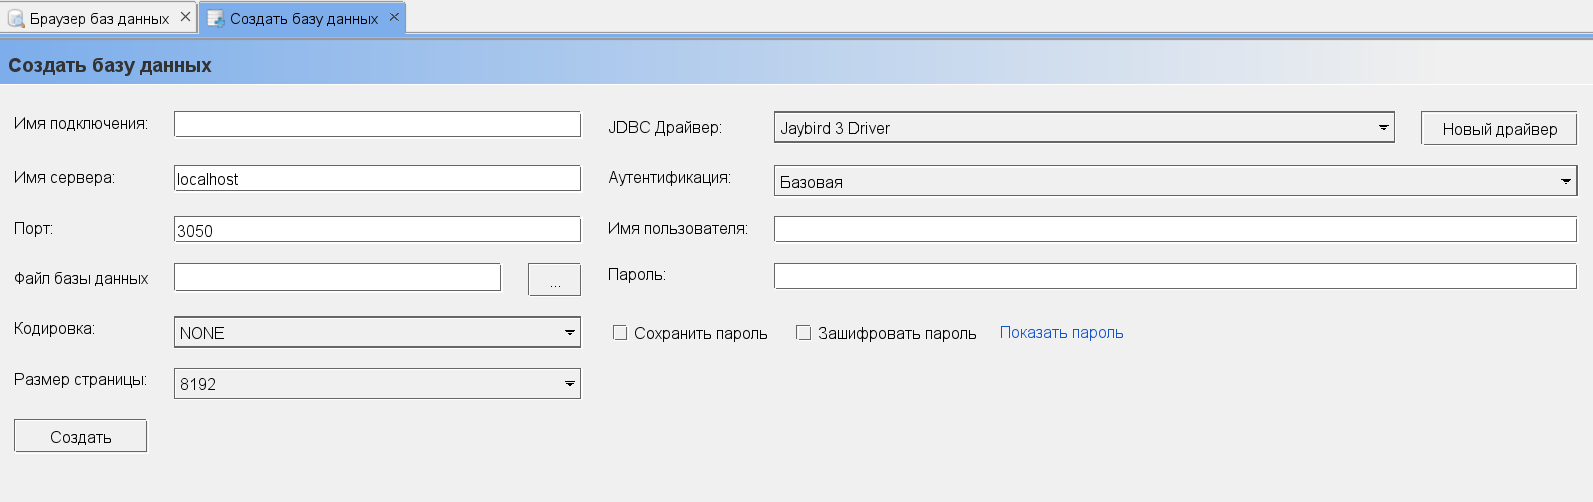 Браузер баз данных
Создать базу данных
Создать базу данных
Имя подключения:
JDBC Драйвер:
Jaybird 3 Driver
Новый драйвер
Имя сервера:
localhost
Аутентификация:
Базовая
Порт:
3050
Имя пользователя:
Файл базы данных
...
Пароль:
Кодировка:
NONE
Сохранить пароль
Зашифровать пароль
Показать пароль
Размер страницы:
8192
Создать